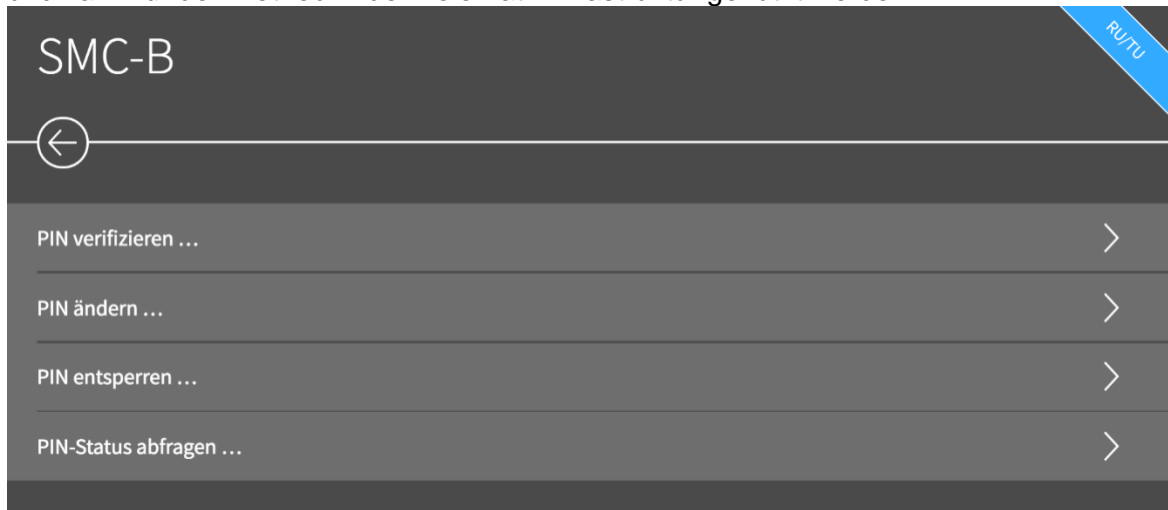 SMC-B
RU/TU
PIN verifizieren ...
PIN ändern ...
PIN entsperren ...
PIN-Status abfragen ...